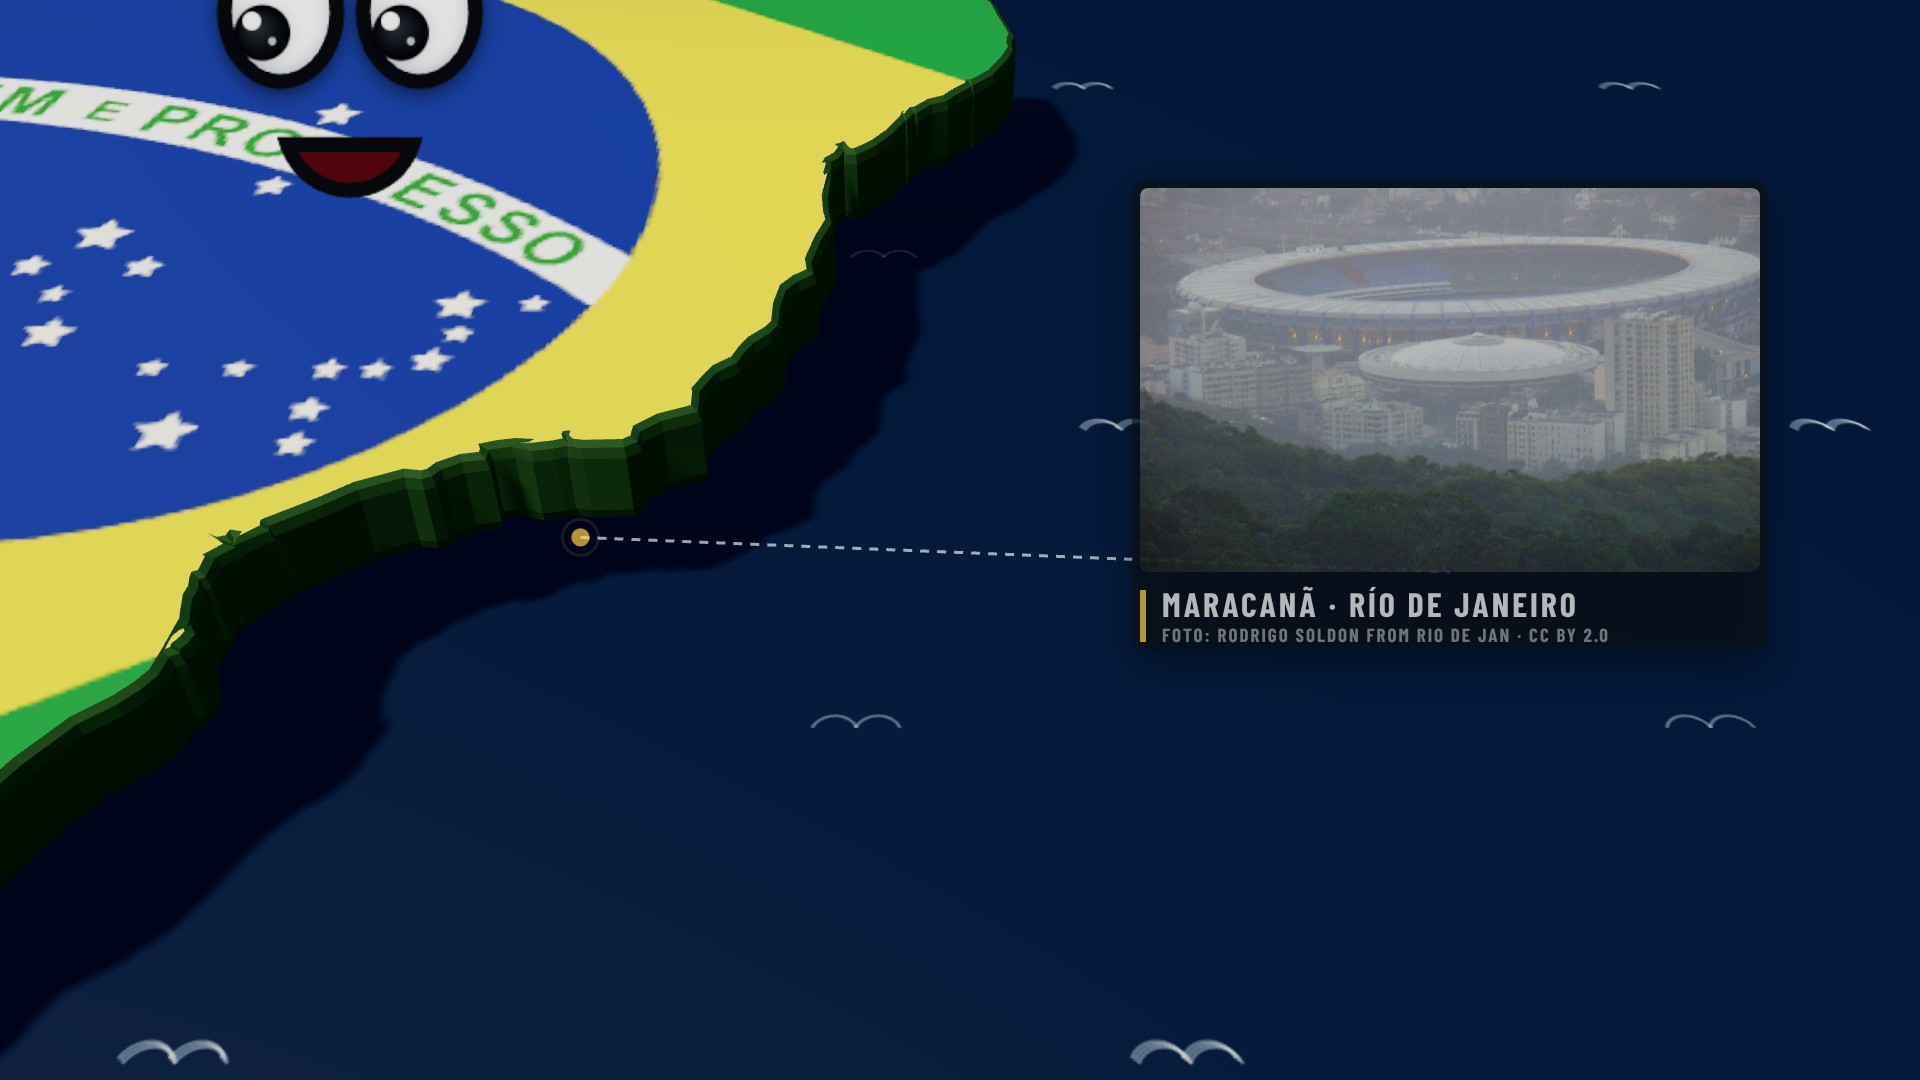 M E PRO ESSO
MARACANÃ · RÍO DE JANEIRO
FOTO: RODRIGO SOLDON FROM RIO DE JAN · CC BY 2.0